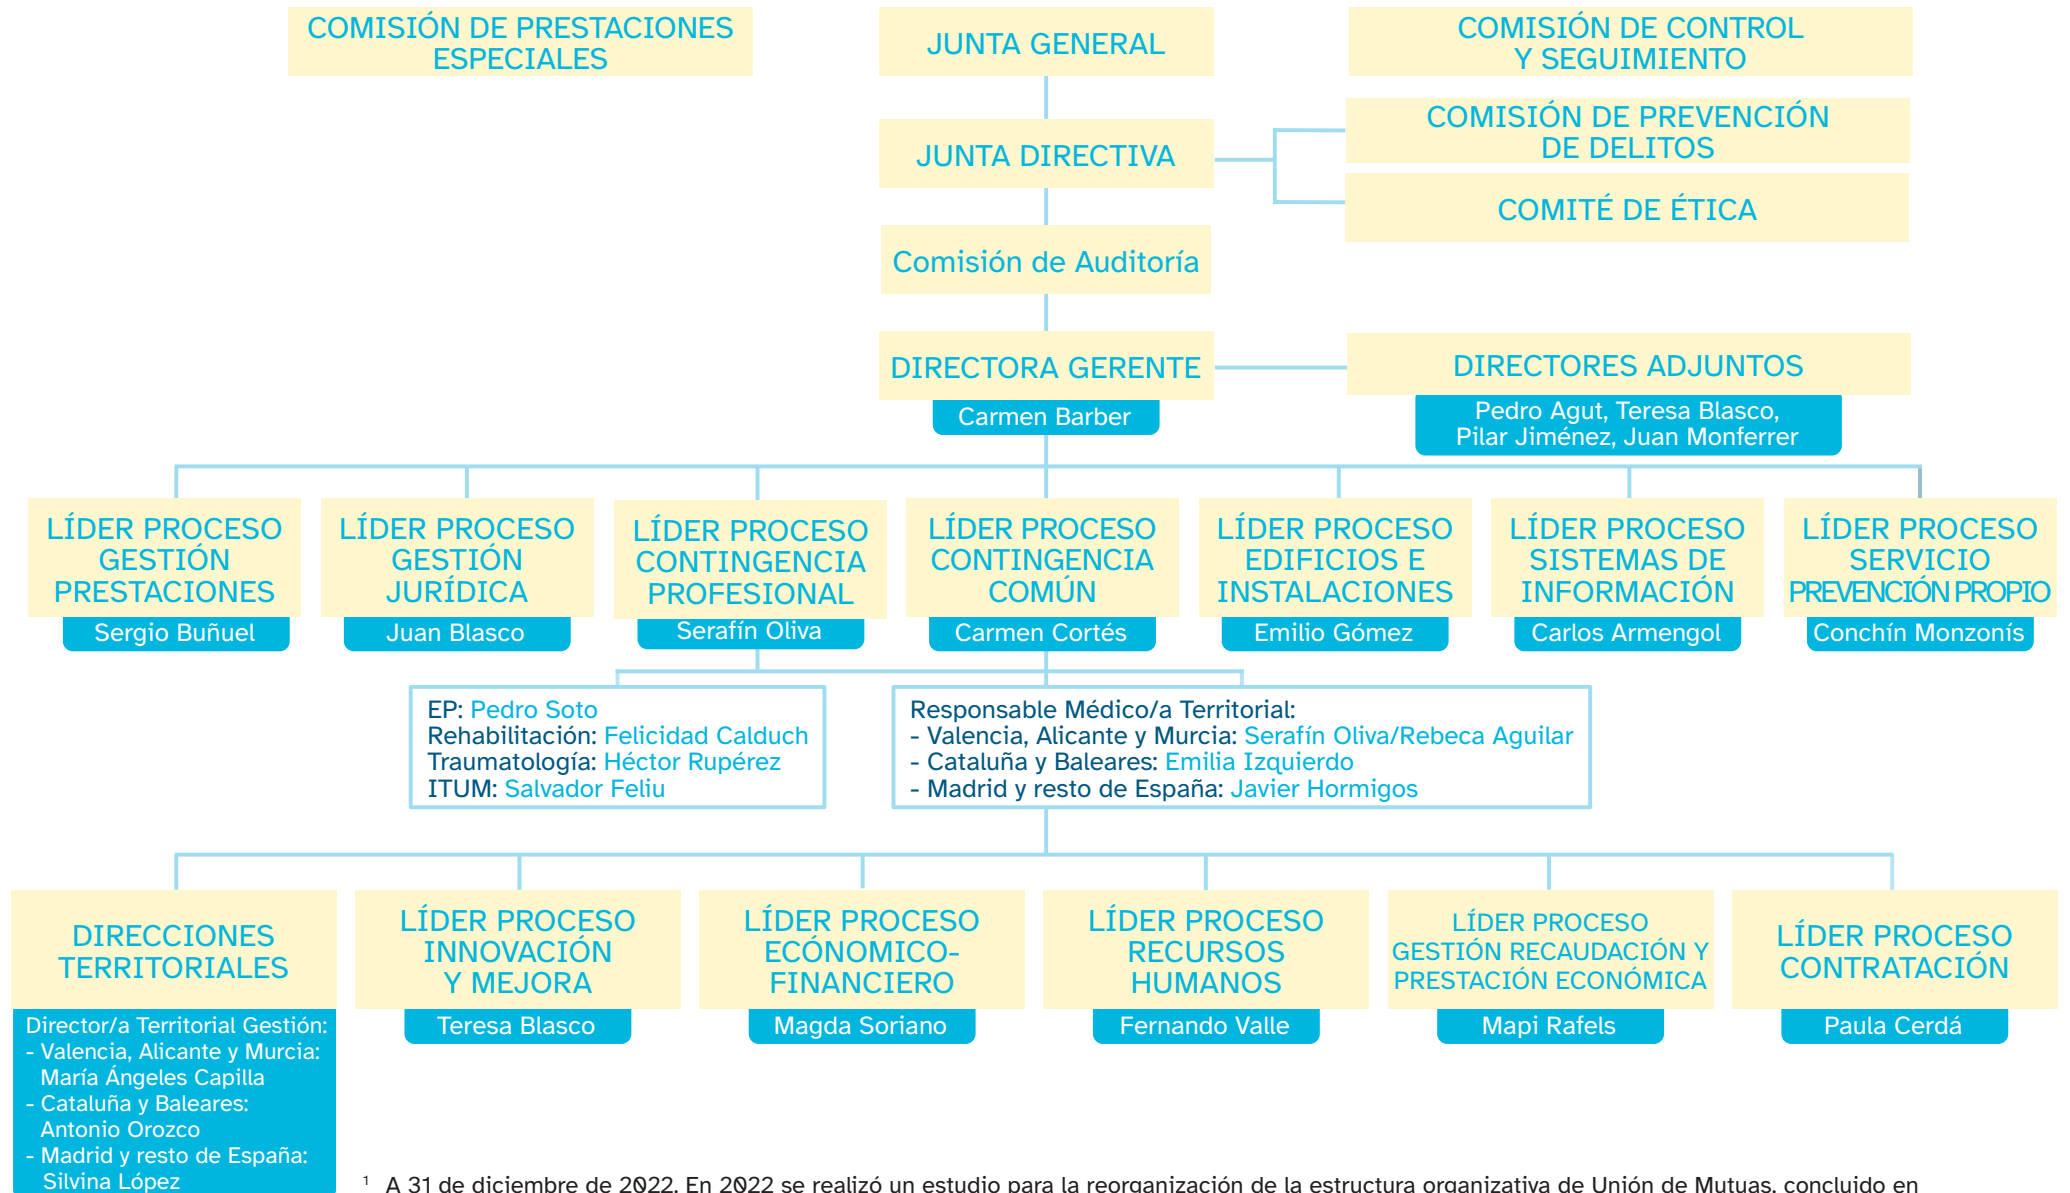 COMISIÓN DE PRESTACIONES
ESPECIALES
JUNTA GENERAL
COMISIÓN DE CONTROL
Y SEGUIMIENTO
COMISIÓN DE PREVENCIÓN
DE DELITOS
JUNTA DIRECTIVA
COMITÉ DE ÉTICA
Comisión de Auditoría
DIRECTORA GERENTE
Carmen Barber
DIRECTORES ADJUNTOS
Pedro Agut, Teresa Blasco,
Pilar Jiménez, Juan Monferrer
LÍDER PROCESO
GESTIÓN
PRESTACIONES
Sergio Buñuel
LÍDER PROCESO
GESTIÓN
JURÍDICA
Juan Blasco
LÍDER PROCESO
CONTINGENCIA
PROFESIONAL
Serafín Oliva
LÍDER PROCESO
CONTINGENCIA
COMÚN
Carmen Cortés
LÍDER PROCESO
EDIFICIOS E
INSTALACIONES
Emilio Gómez
LÍDER PROCESO
SISTEMAS DE
INFORMACIÓN
Carlos Armengol
LÍDER PROCESO
SERVICIO
PREVENCIÓN PROPIO
Conchín Monzonís
EP: Pedro Soto
Rehabilitación: Felicidad Calduch
Traumatología: Héctor Rupérez
ITUM: Salvador Feliu
Responsable Médico/a Territorial:
- Valencia, Alicante y Murcia: Serafín Oliva/Rebeca Aguilar
- Cataluña y Baleares: Emilia Izquierdo
- Madrid y resto de España: Javier Hormigos
DIRECCIONES
TERRITORIALES
Director/a Territorial Gestión:
- Valencia, Alicante y Murcia:
María Ángeles Capilla
- Cataluña y Baleares:
Antonio Orozco
- Madrid y resto de España:
Silvina López
LÍDER PROCESO
INNOVACIÓN
Y MEJORA
Teresa Blasco
LÍDER PROCESO
ECÓNOMICO-
FINANCIERO
Magda Soriano
LÍDER PROCESO
RECURSOS
HUMANOS
Fernando Valle
LÍDER PROCESO
GESTIÓN RECAUDACIÓN Y
PRESTACIÓN ECONÓMICA
Mapi Rafels
LÍDER PROCESO
CONTRATACIÓN
Paula Cerdá
¹ A 31 de diciembre de 2022. En 2022 se realizó un estudio para la reorganización de la estructura organizativa de Unión de Mutuas, concluido en